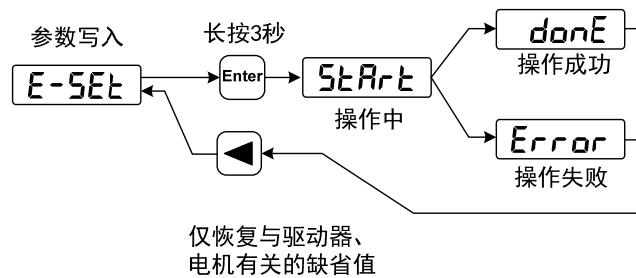 参数写入
长按3秒
E-SEt
Enter
StArt
操作中
donE
操作成功
Error
操作失败
仅恢复与驱动器、
电机有关的缺省值